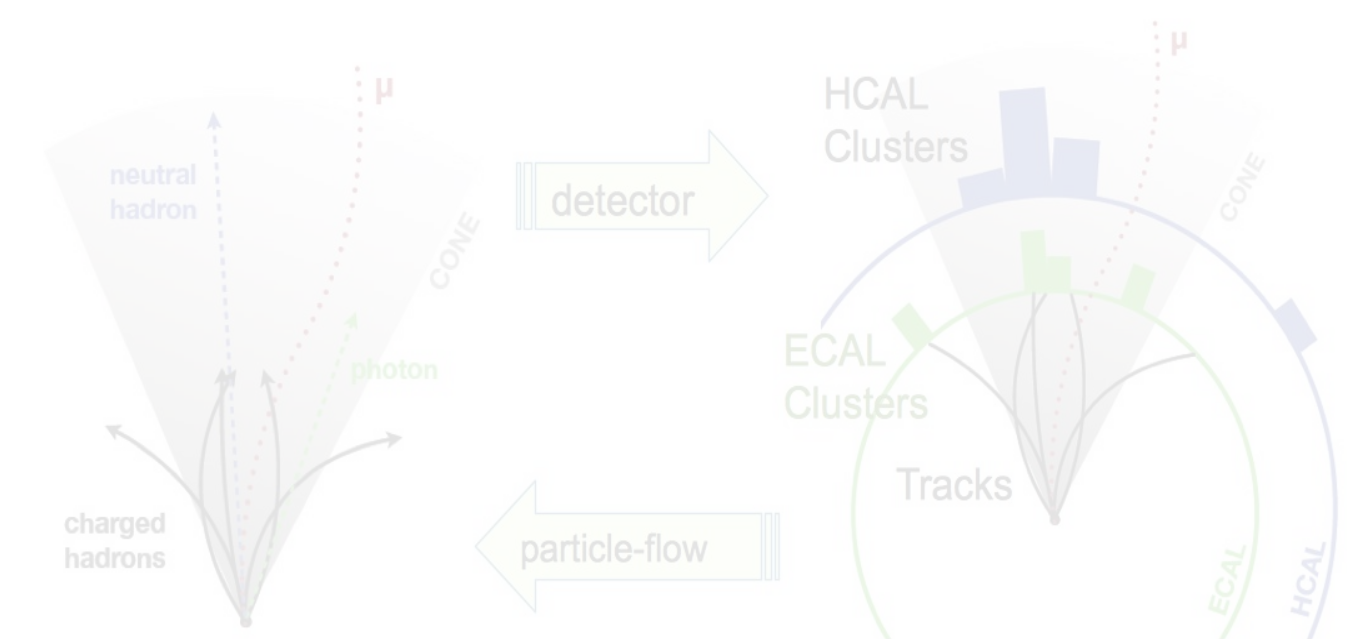 μ
neutral
hadron
CONE
photon
charged
hadrons
detector
particle-flow
μ
HCAL
Clusters
CONE
ECAL
Clusters
Tracks
ECAL
HCAL